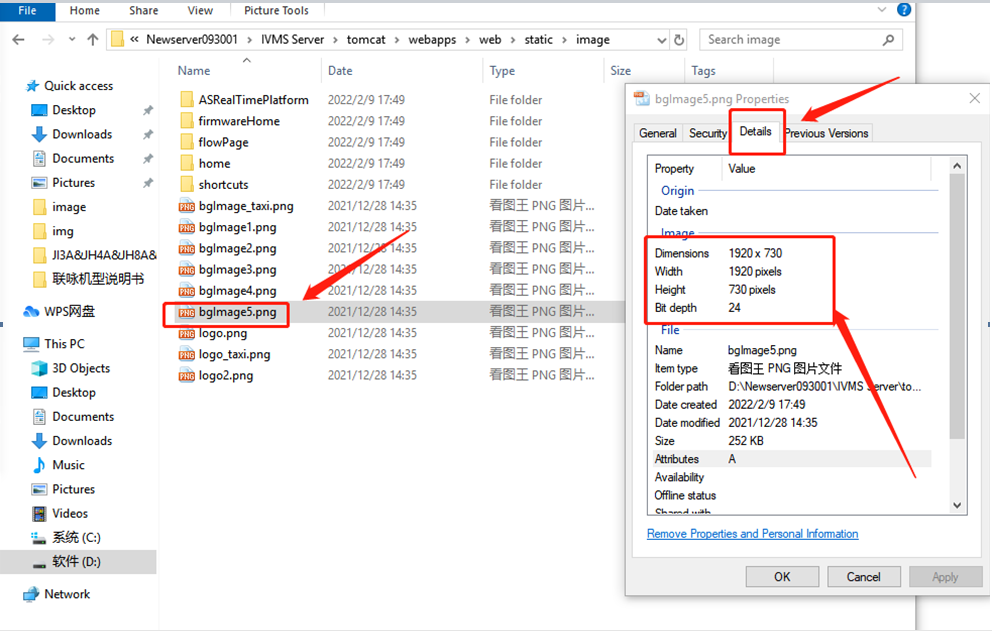 File Home Share View Picture Tools
« Newserver093001 › IVMS Server › tomcat › webapps › web › static › image
Search image
Quick access
Desktop
Downloads
Documents
Pictures
image
img
JI3A&JH4A&JH8A&
联咏机型说明书
WPS网盘
This PC
3D Objects
Desktop
Documents
Downloads
Music
Pictures
Videos
系统 (C:)
软件 (D:)
Network
Name Date Type Size Tags
ASRealTimePlatform 2022/2/9 17:49 File folder
firmwareHome 2022/2/9 17:49 File folder
flowPage 2022/2/9 17:49 File folder
home 2022/2/9 17:49 File folder
shortcuts 2022/2/9 17:49 File folder
bgImage_taxi.png 2021/12/28 14:35 看图王 PNG 图片...
bgImage1.png 2021/12/28 14:35 看图王 PNG 图片...
bgImage2.png 2021/12/28 14:35 看图王 PNG 图片...
bgImage3.png 2021/12/28 14:35 看图王 PNG 图片...
bgImage4.png 2021/12/28 14:35 看图王 PNG 图片...
bgImage5.png 2021/12/28 14:35 看图王 PNG 图片...
logo.png 2021/12/28 14:35 看图王 PNG 图片...
logo_taxi.png 2021/12/28 14:35 看图王 PNG 图片...
logo2.png 2021/12/28 14:35 看图王 PNG 图片...
bgImage5.png Properties
General Security Details Previous Versions
Property Value
Origin
Date taken
Image
Dimensions 1920 x 730
Width 1920 pixels
Height 730 pixels
Bit depth 24
File
Name bgImage5.png
Item type 看图王 PNG 图片文件
Folder path D:\Newserver093001\IVMS Server\to...
Date created 2022/2/9 17:49
Date modified 2021/12/28 14:35
Size 252 KB
Attributes A
Availability
Offline status
Shared with
Remove Properties and Personal Information
OK Cancel Apply